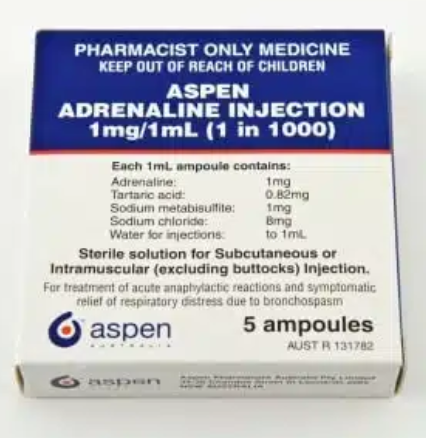 PHARMACIST ONLY MEDICINE
KEEP OUT OF REACH OF CHILDREN
ASPEN
ADRENALINE INJECTION
1mg/1mL (1 in 1000)
Each 1mL ampoule contains:
Adrenaline: 1mg
Tartaric acid: 0.82mg
Sodium metabisulfite: 1mg
Sodium chloride: 8mg
Water for injections: to 1mL
Sterile solution for Subcutaneous or
Intramuscular (excluding buttocks) Injection.
For treatment of acute anaphylactic reactions and symptomatic
relief of respiratory distress due to bronchospasm
aspen 5 ampoules
AUSTRALIA AUST R 131782
aspen Aspen Pharmacare Australia Pty Limited
NSW AUSTRALIA